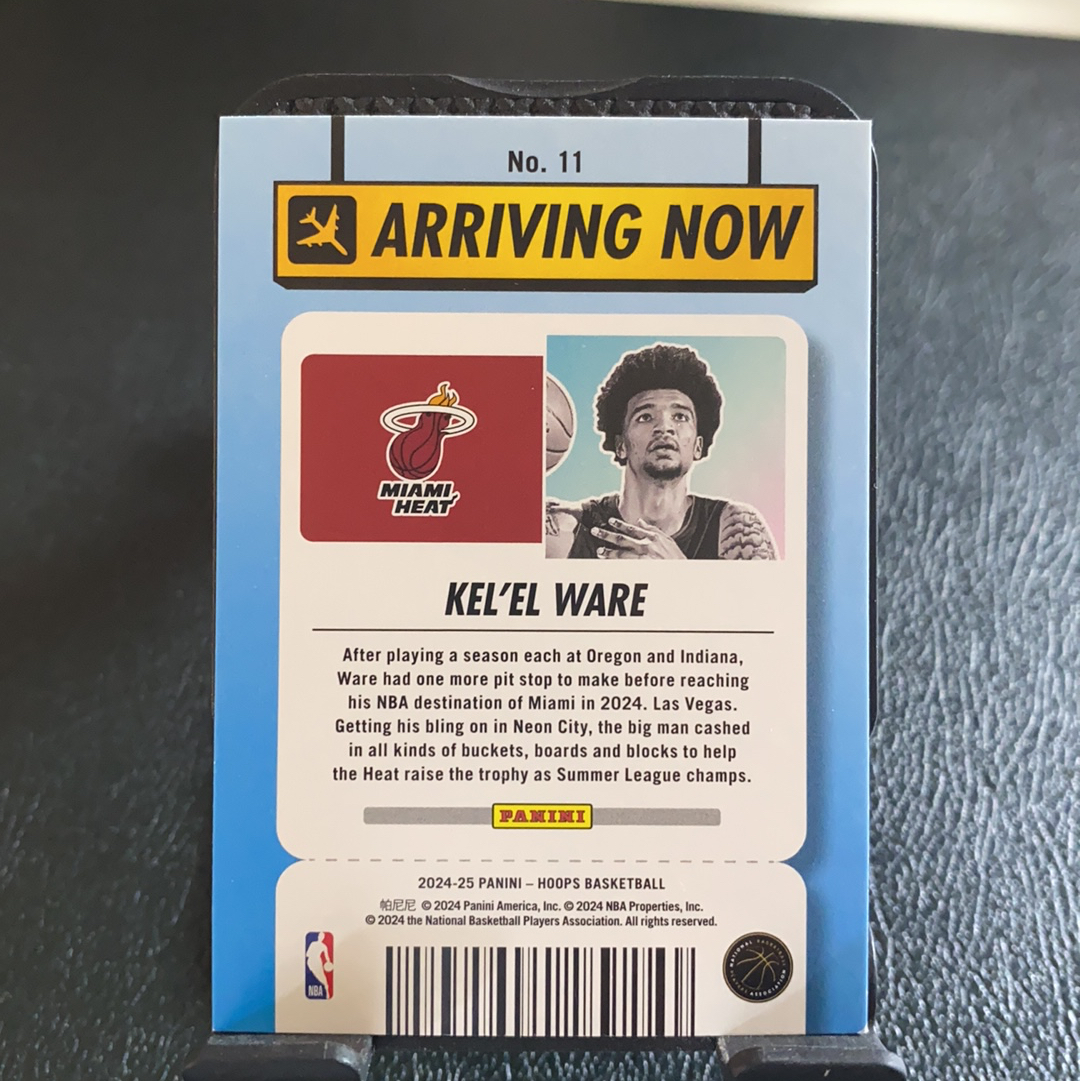 No. 11
ARRIVING NOW
MIAMI
HEAT
KEL'EL WARE
After playing a season each at Oregon and Indiana,
Ware had one more pit stop to make before reaching
his NBA destination of Miami in 2024. Las Vegas.
Getting his bling on in Neon City, the big man cashed
in all kinds of buckets, boards and blocks to help
the Heat raise the trophy as Summer League champs.
PANINI
2024-25 PANINI – HOOPS BASKETBALL
帕尼尼 © 2024 Panini America, Inc. © 2024 NBA Properties, Inc.
© 2024 the National Basketball Players Association. All rights reserved.
NBA
NATIONAL BASKETBALL
PLAYERS ASSOCIATION